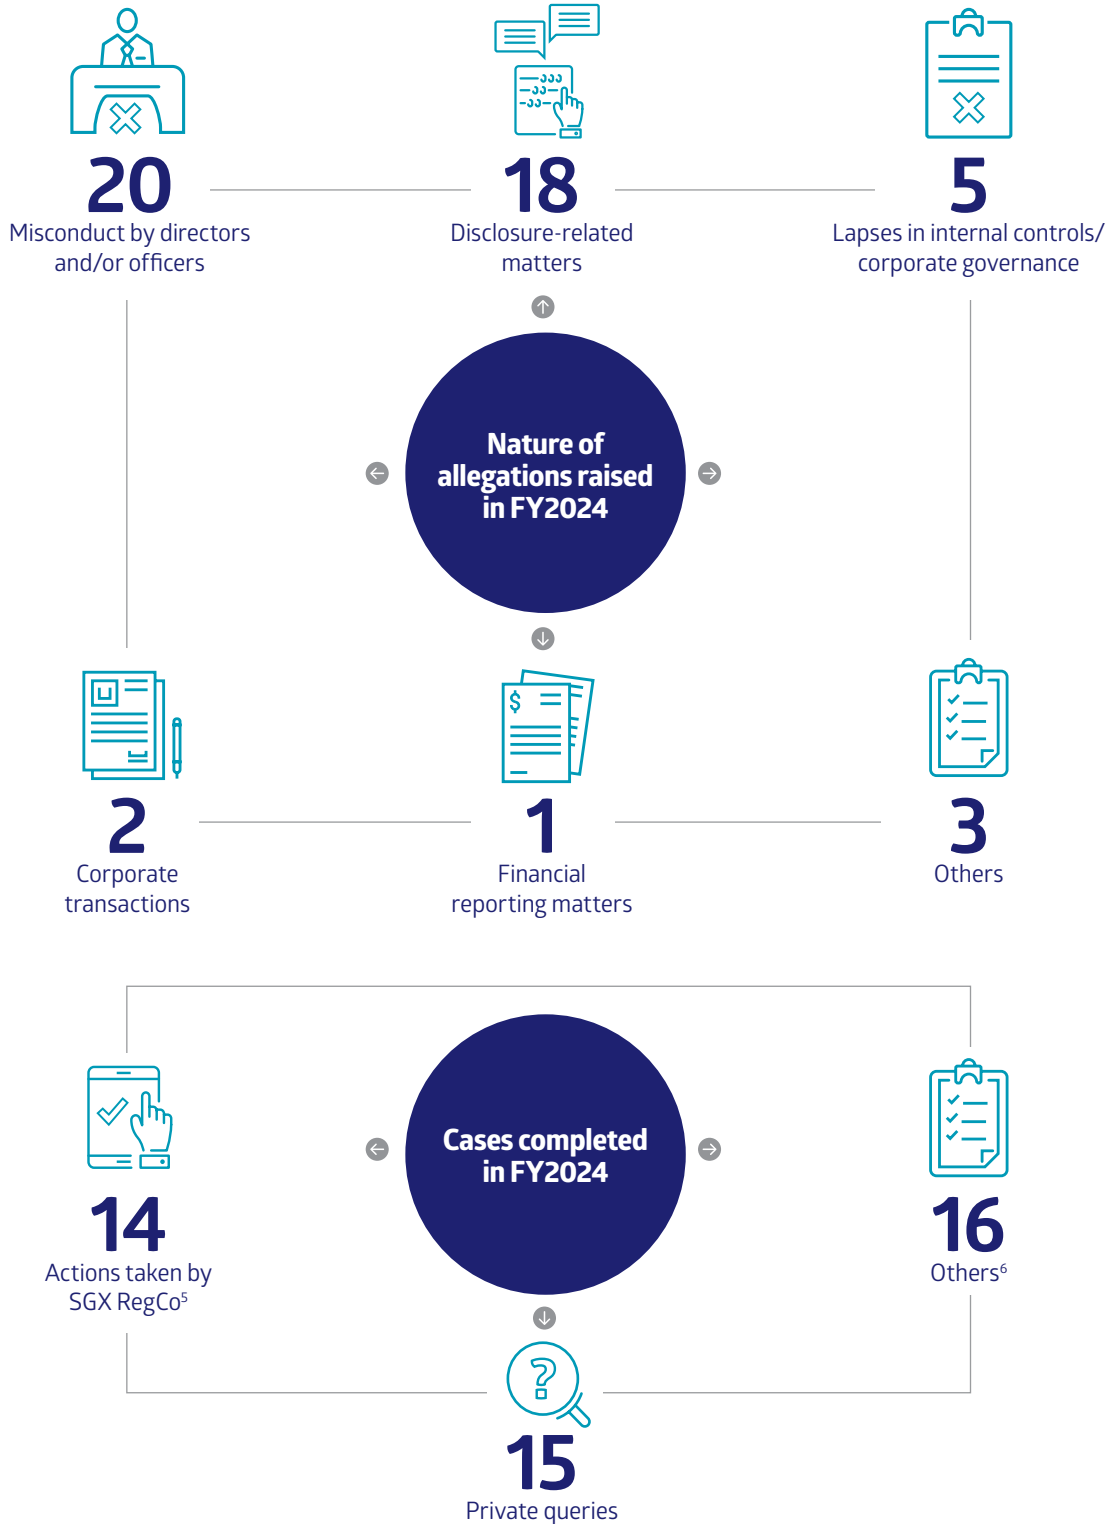 20
Misconduct by directors
and/or officers
18
Disclosure-related
matters
5
Lapses in internal controls/
corporate governance
Nature of
allegations raised
in FY2024
2
Corporate
transactions
$
1
Financial
reporting matters
3
Others
Cases completed
in FY2024
14
Actions taken by
SGX RegCo⁵
16
Others⁶
?
15
Private queries